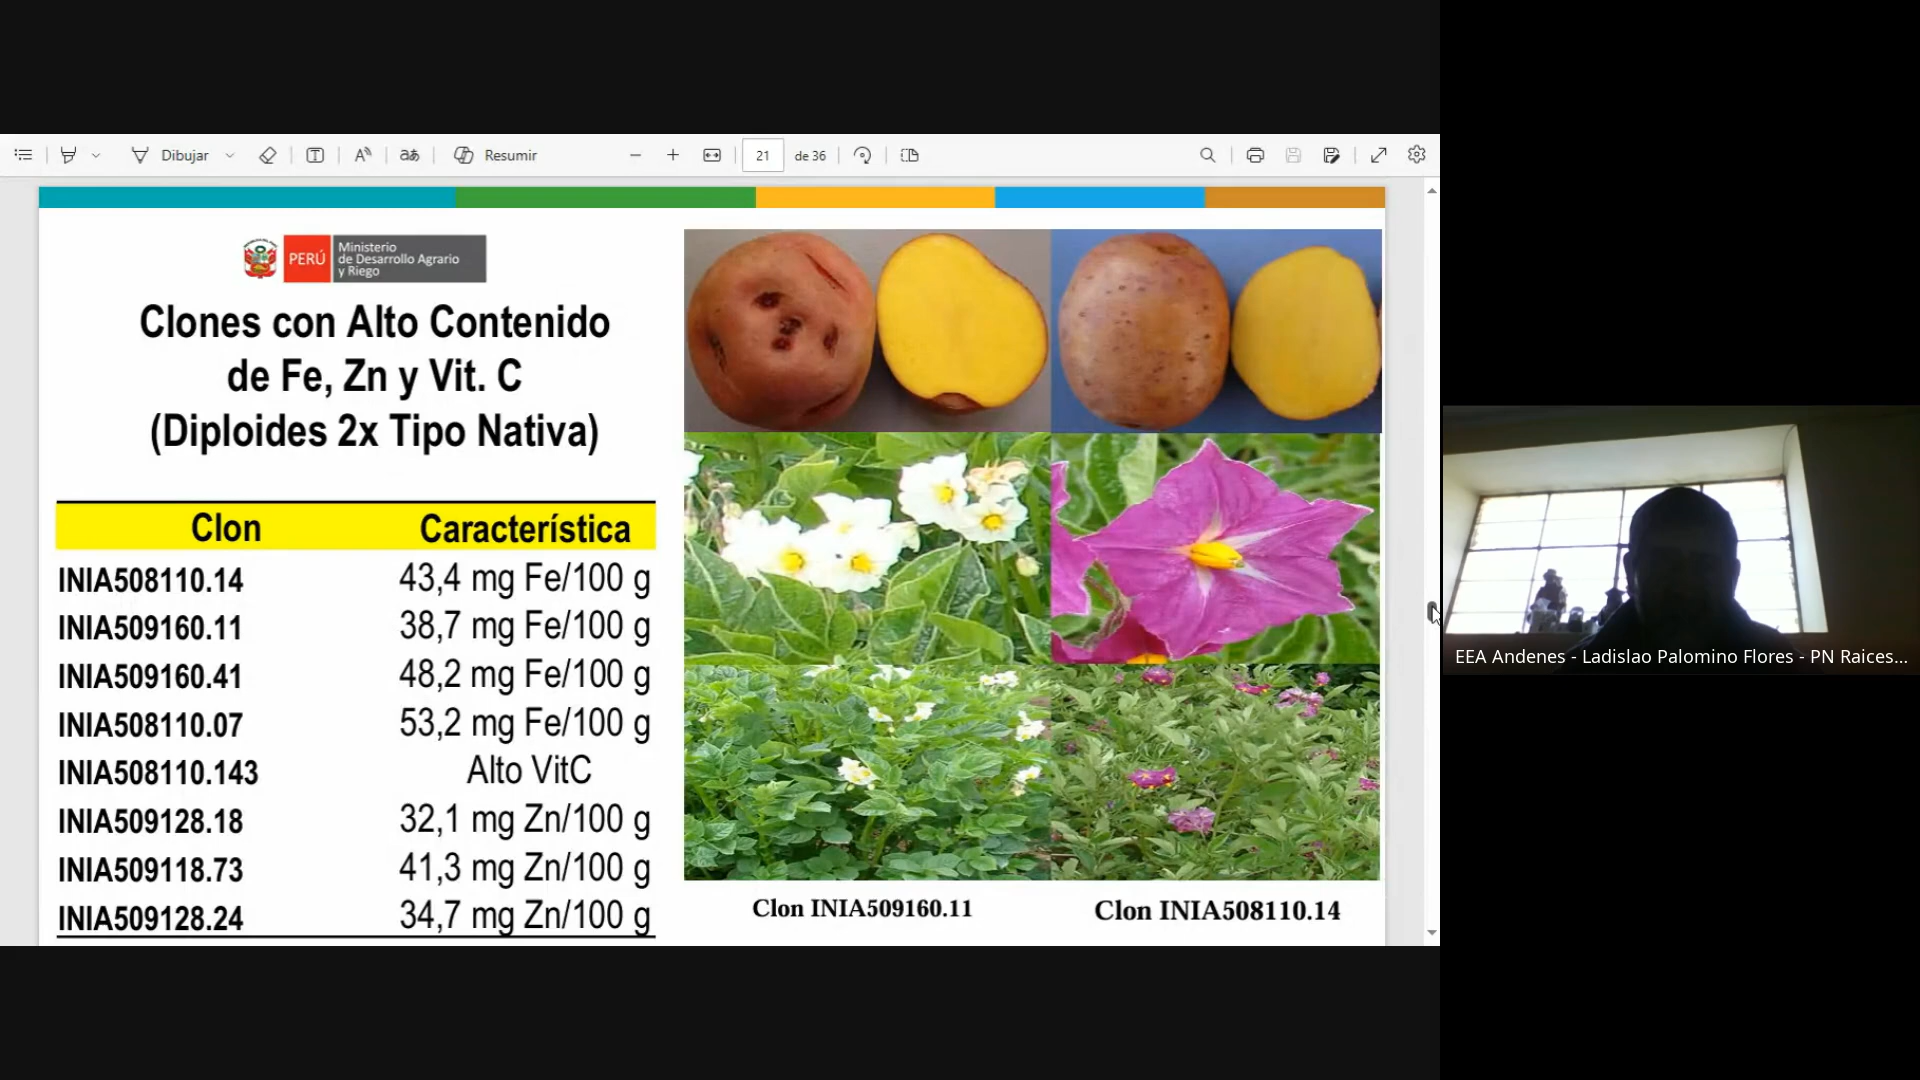 Dibujar
Resumir
21
de 36
PERÚ
Ministerio
de Desarrollo Agrario
y Riego
Clones con Alto Contenido
de Fe, Zn y Vit. C
(Diploides 2x Tipo Nativa)
Clon Característica
INIA508110.14 43,4 mg Fe/100 g
INIA509160.11 38,7 mg Fe/100 g
INIA509160.41 48,2 mg Fe/100 g
INIA508110.07 53,2 mg Fe/100 g
INIA508110.143 Alto VitC
INIA509128.18 32,1 mg Zn/100 g
INIA509118.73 41,3 mg Zn/100 g
INIA509128.24 34,7 mg Zn/100 g
Clon INIA509160.11
Clon INIA508110.14
EEA Andenes - Ladislao Palomino Flores - PN Raices...